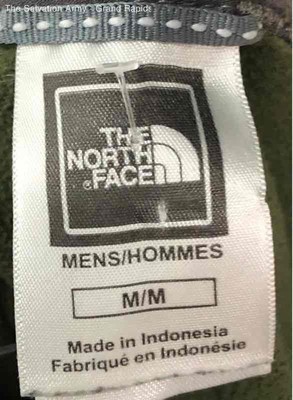 The Salvation Army - Grand Rapids
THE
NORTH
FACE
MENS/HOMMES
M/M
Made in Indonesia
Fabriqué en Indonésie